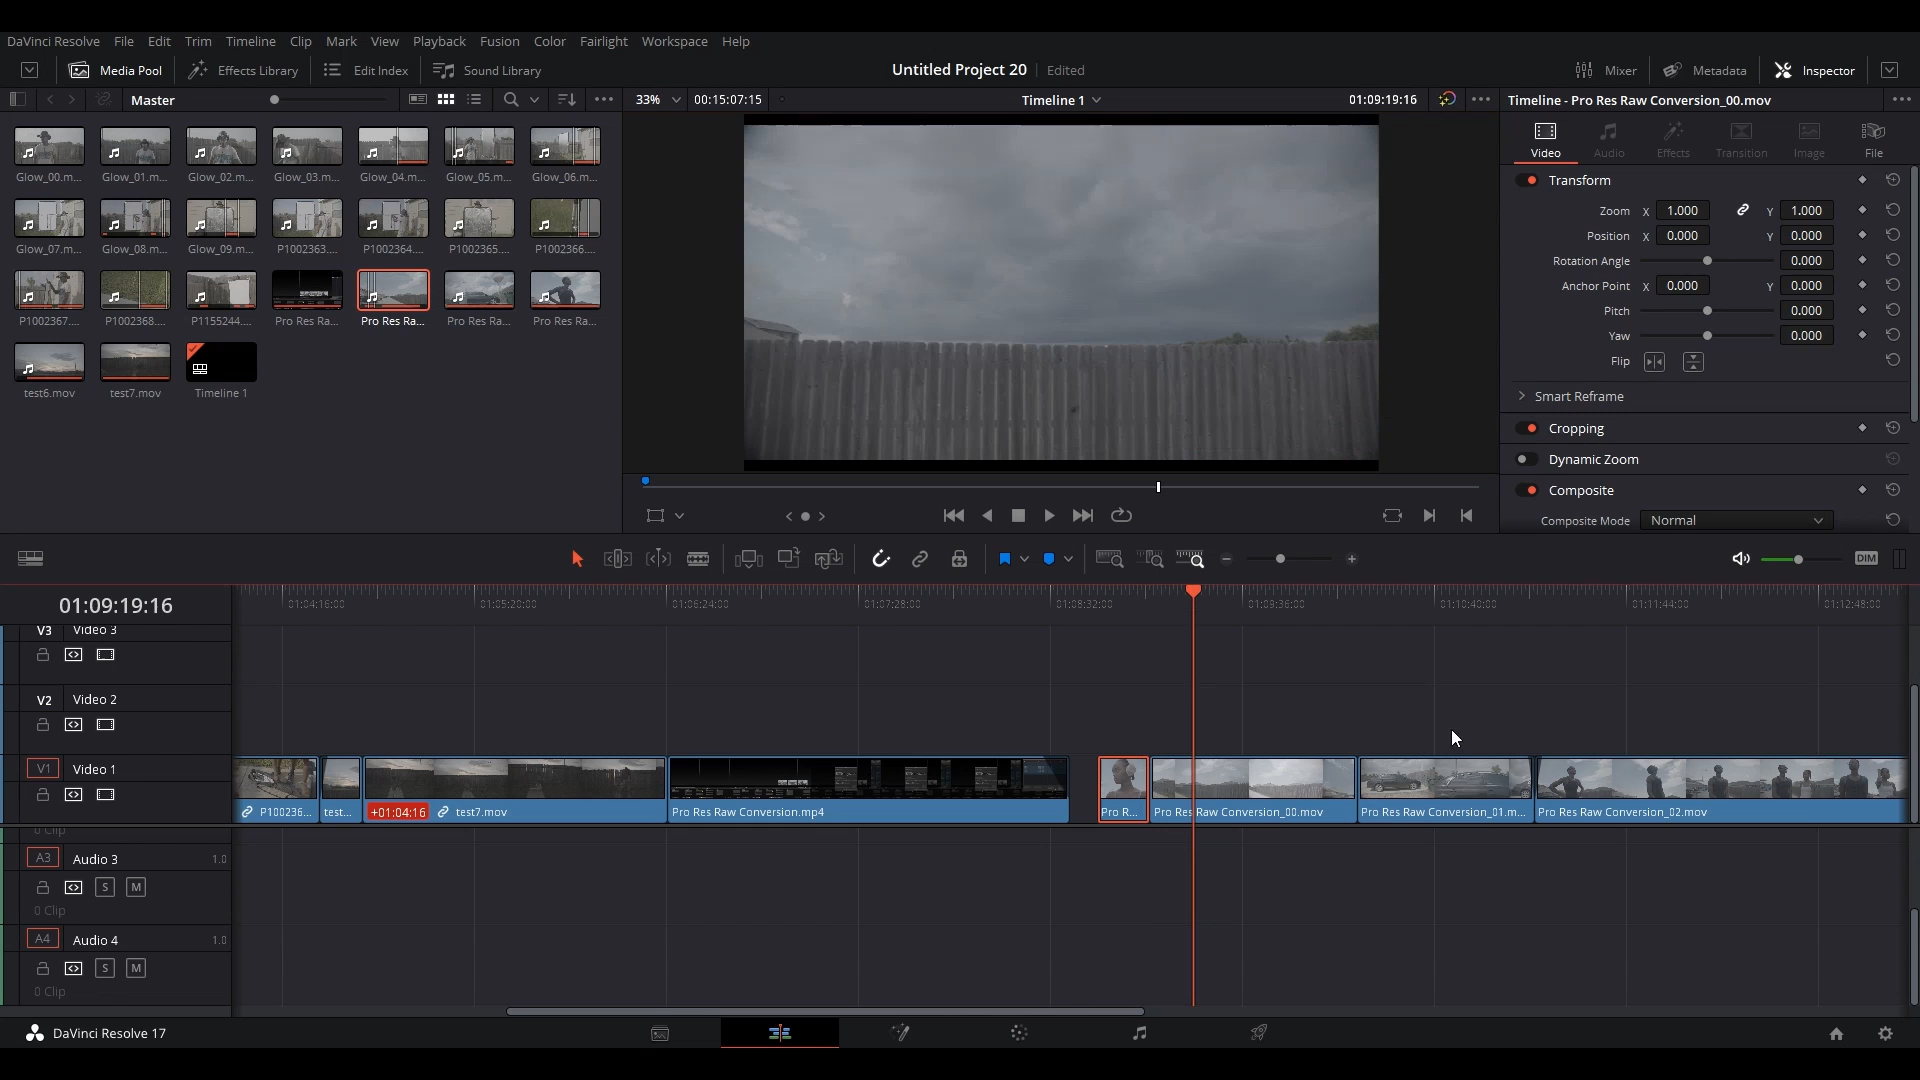 DaVinci Resolve File Edit Trim Timeline Clip Mark View Playback Fusion Color Fairlight Workspace Help
Media Pool Effects Library Edit Index Sound Library Untitled Project 20 Edited Mixer Metadata Inspector
Master 33% 00:15:07:15 Timeline 1 01:09:19:16 Timeline - Pro Res Raw Conversion_00.mov
Video Audio Effects Transition Image File
Glow_00.m... Glow_01.m... Glow_02.m... Glow_03.m... Glow_04.m... Glow_05.m... Glow_06.m...
Glow_07.m... Glow_08.m... Glow_09.m... P1002363.... P1002364.... P1002365.... P1002366....
P1002367.... P1002368.... P1155244.... Pro Res Ra... Pro Res Ra... Pro Res Ra... Pro Res Ra...
test6.mov test7.mov Timeline 1
Transform
Zoom X 1.000 Y 1.000
Position X 0.000 Y 0.000
Rotation Angle 0.000
Anchor Point X 0.000 Y 0.000
Pitch 0.000
Yaw 0.000
Flip
Smart Reframe
Cropping
Dynamic Zoom
Composite
Composite Mode Normal
DIM
01:09:19:16 01:04:16:00 01:05:20:00 01:06:24:00 01:07:28:00 01:08:32:00 01:09:36:00 01:10:40:00 01:11:44:00 01:12:48:00
V3 Video 3
V2 Video 2
V1 Video 1
P100236... test... +01:04:16 test7.mov Pro Res Raw Conversion.mp4 Pro R... Pro Res Raw Conversion_00.mov Pro Res Raw Conversion_01.m... Pro Res Raw Conversion_02.mov
0 Clip
A3 Audio 3 1.0
S M
0 Clip
A4 Audio 4 1.0
S M
0 Clip
DaVinci Resolve 17